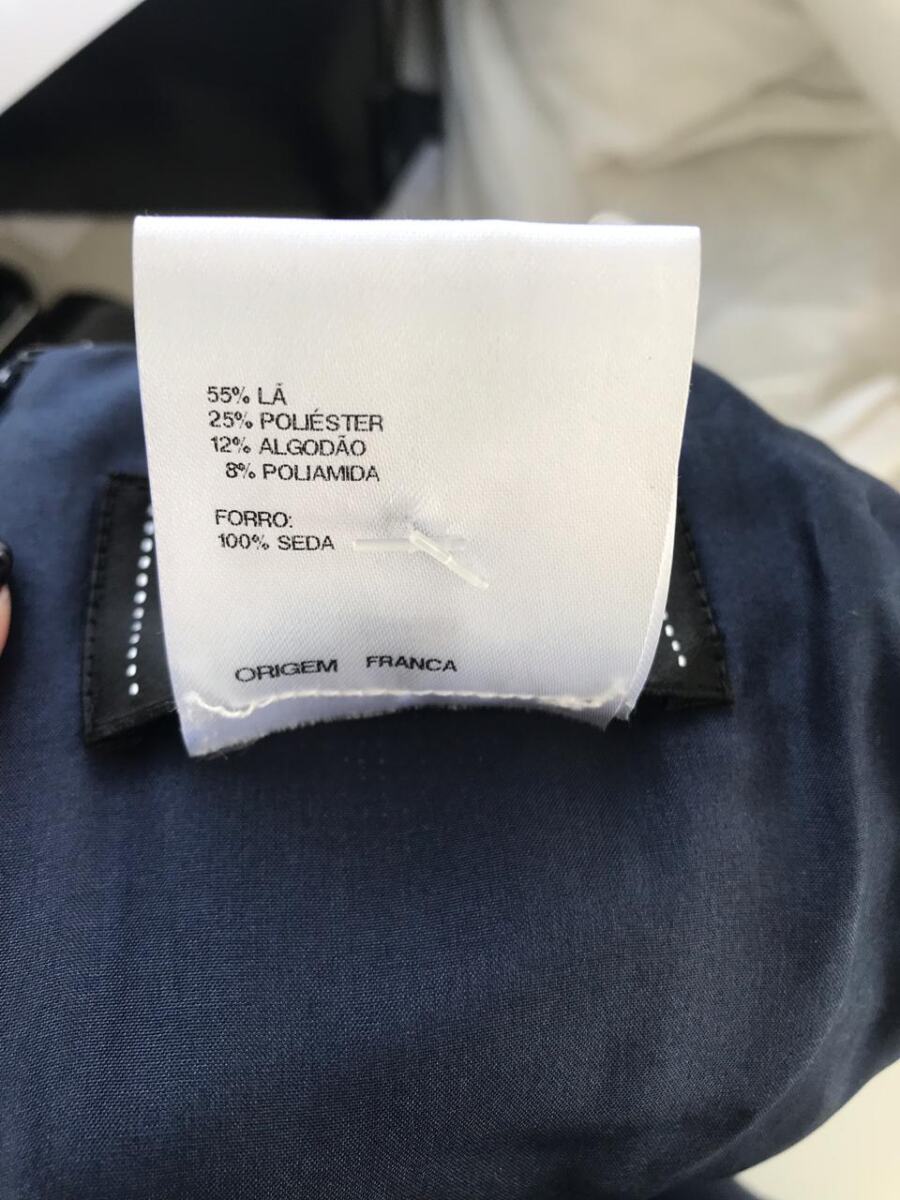 55% LÃ
25% POLIÉSTER
12% ALGODÃO
8% POLIAMIDA
FORRO:
100% SEDA
ORIGEM FRANCA